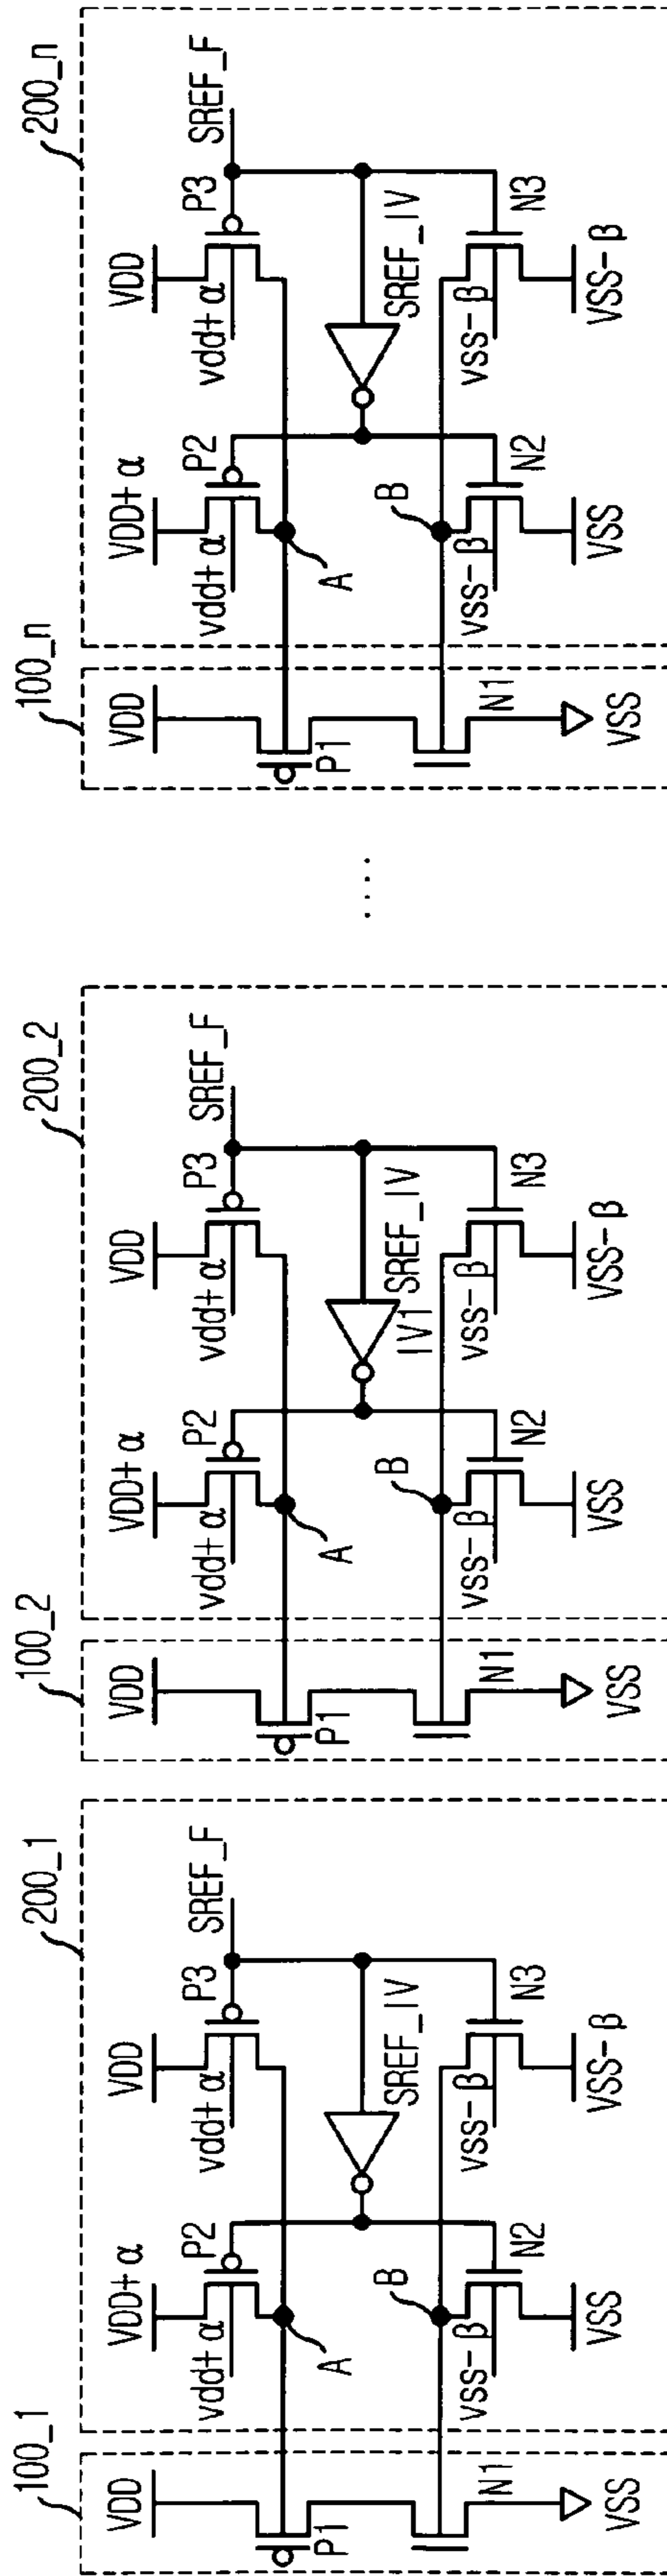 100_1
VDD
P1
N1
VSS
200_1
VDD+ α
P2
vdd+ α
A
VDD
P3
vdd+ α
SREF_F
SREF_IV
B
vss- β
N2
VSS
vss- β
N3
VSS- β
100_2
VDD
P1
N1
VSS
200_2
VDD+ α
P2
vdd+ α
A
VDD
P3
vdd+ α
SREF_F
SREF_IV
IV1
B
vss- β
N2
VSS
vss- β
N3
VSS- β
....
100_n
VDD
P1
N1
VSS
200_n
VDD+ α
P2
vdd+ α
A
VDD
P3
vdd+ α
SREF_F
SREF_IV
B
vss- β
N2
VSS
vss- β
N3
VSS- β